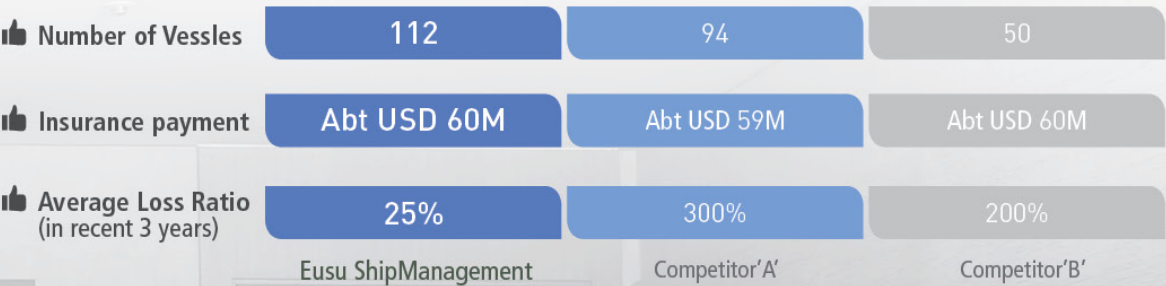 Number of Vessles 112 94 50
Insurance payment Abt USD 60M Abt USD 59M Abt USD 60M
Average Loss Ratio
(in recent 3 years) 25% 300% 200%
Eusu ShipManagement Competitor'A' Competitor'B'